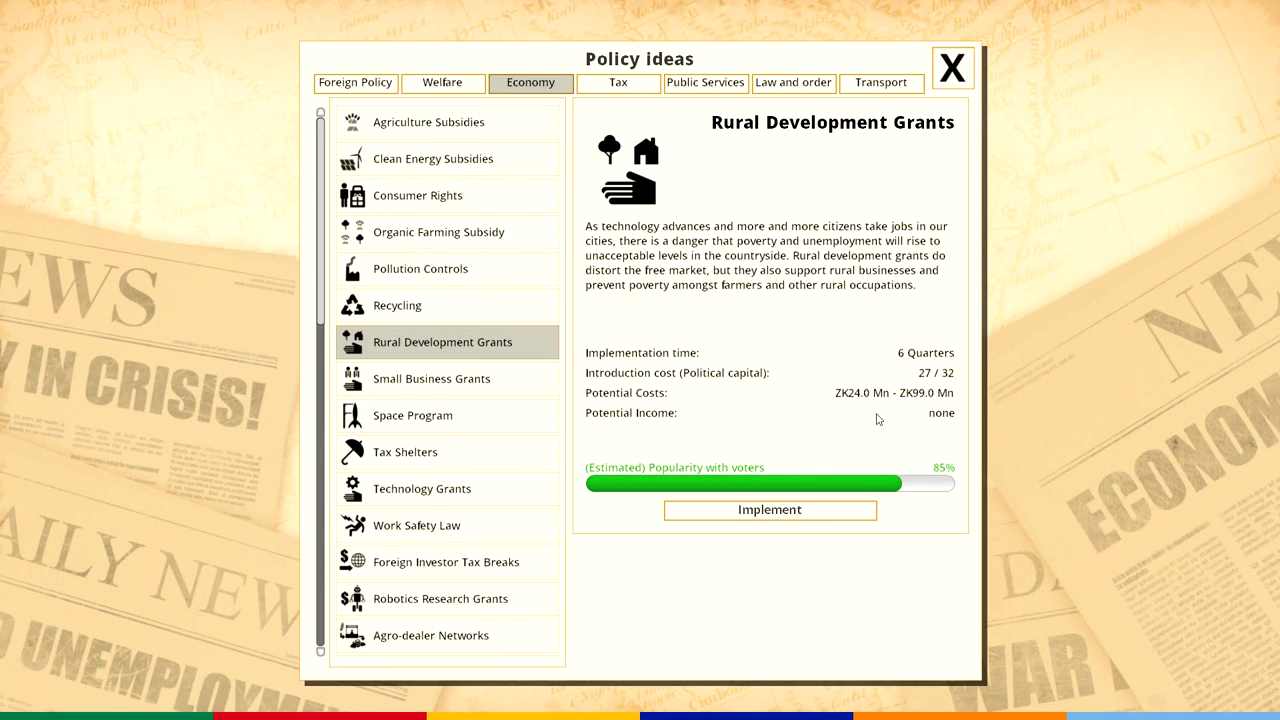 Policy ideas
X
Foreign Policy
Welfare
Economy
Tax
Public Services
Law and order
Transport
Agriculture Subsidies
Clean Energy Subsidies
Consumer Rights
Organic Farming Subsidy
Pollution Controls
Recycling
Rural Development Grants
Small Business Grants
Space Program
Tax Shelters
Technology Grants
Work Safety Law
Foreign Investor Tax Breaks
Robotics Research Grants
Agro-dealer Networks
Rural Development Grants
As technology advances and more and more citizens take jobs in our
cities, there is a danger that poverty and unemployment will rise to
unacceptable levels in the countryside. Rural development grants do
distort the free market, but they also support rural businesses and
prevent poverty amongst farmers and other rural occupations.
Implementation time: 6 Quarters
Introduction cost (Political capital): 27 / 32
Potential Costs: ZK24.0 Mn - ZK99.0 Mn
Potential Income: none
(Estimated) Popularity with voters 85%
Implement
EWS
Y IN CRISIS!
AILY NEW
UNEMPLOYM
NE
ECONOM
DA
WAR